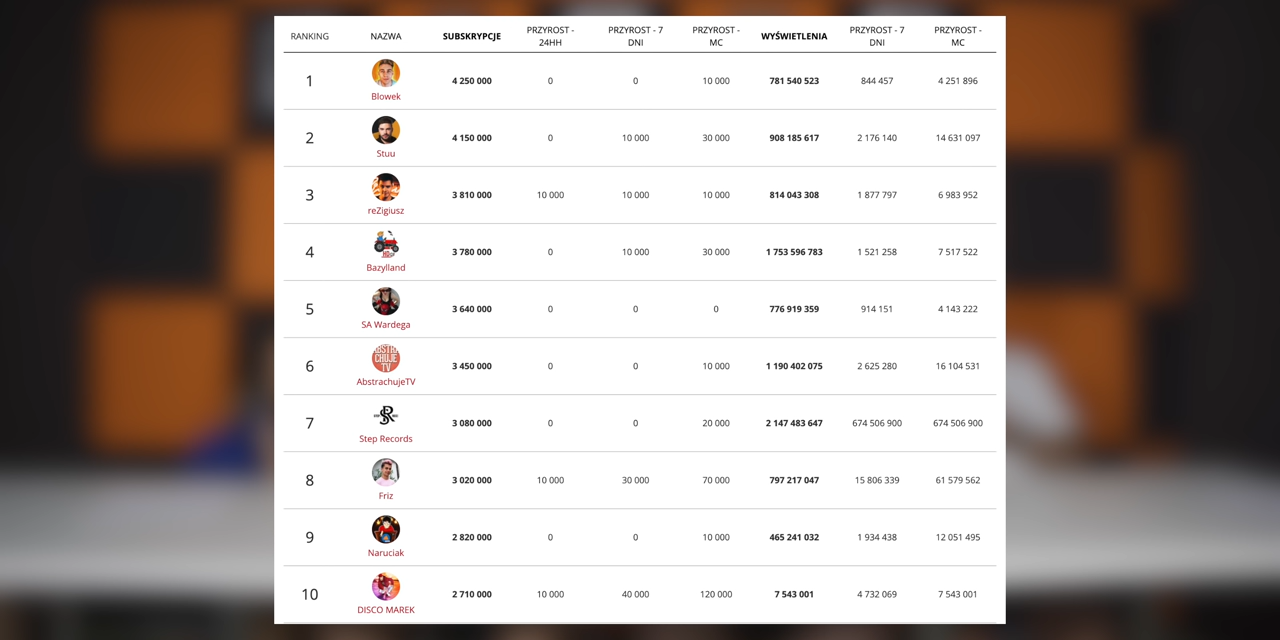 RANKING NAZWA SUBSKRYPCJE PRZYROST - 24HH PRZYROST - 7 DNI PRZYROST - MC WYŚWIETLENIA PRZYROST - 7 DNI PRZYROST - MC
1 Blowek 4 250 000 0 0 10 000 781 540 523 844 457 4 251 896
2 Stuu 4 150 000 0 10 000 30 000 908 185 617 2 176 140 14 631 097
3 reZigiusz 3 810 000 10 000 10 000 10 000 814 043 308 1 877 797 6 983 952
4 Bazylland 3 780 000 0 10 000 30 000 1 753 596 783 1 521 258 7 517 522
5 SA Wardega 3 640 000 0 0 0 776 919 359 914 151 4 143 222
ABSTRA
CHUJE
TV
6 AbstrachujeTV 3 450 000 0 0 10 000 1 190 402 075 2 625 280 16 104 531
7 Step Records 3 080 000 0 0 20 000 2 147 483 647 674 506 900 674 506 900
8 Friz 3 020 000 10 000 30 000 70 000 797 217 047 15 806 339 61 579 562
9 Naruciak 2 820 000 0 0 10 000 465 241 032 1 934 438 12 051 495
10 DISCO MAREK 2 710 000 10 000 40 000 120 000 7 543 001 4 732 069 7 543 001